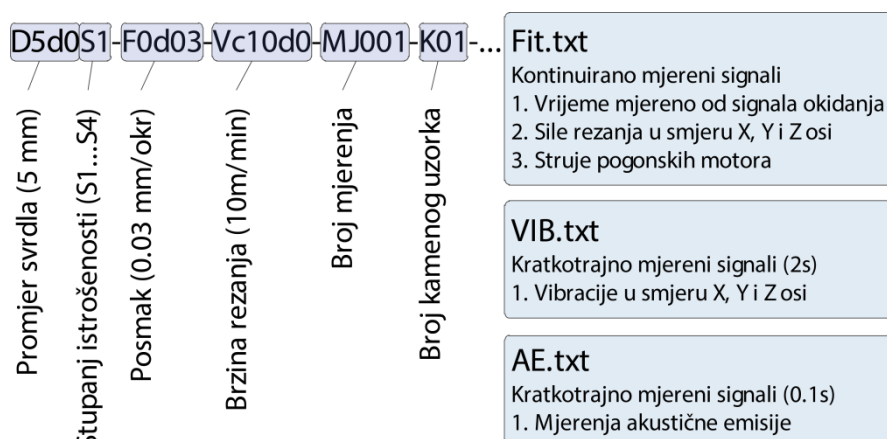 D5d0S1-F0d03-Vc10d0-MJ001-K01-...
Promjer svrdla (5 mm)
Stupanj istrošenosti (S1...S4)
Posmak (0.03 mm/okr)
Brzina rezanja (10m/min)
Broj mjerenja
Broj kamenog uzorka
Fit.txt
Kontinuirano mjereni signali
1. Vrijeme mjereno od signala okidanja
2. Sile rezanja u smjeru X, Y i Z osi
3. Struje pogonskih motora
VIB.txt
Kratkotrajno mjereni signali (2s)
1. Vibracije u smjeru X, Y i Z osi
AE.txt
Kratkotrajno mjereni signali (0.1s)
1. Mjerenja akustične emisije